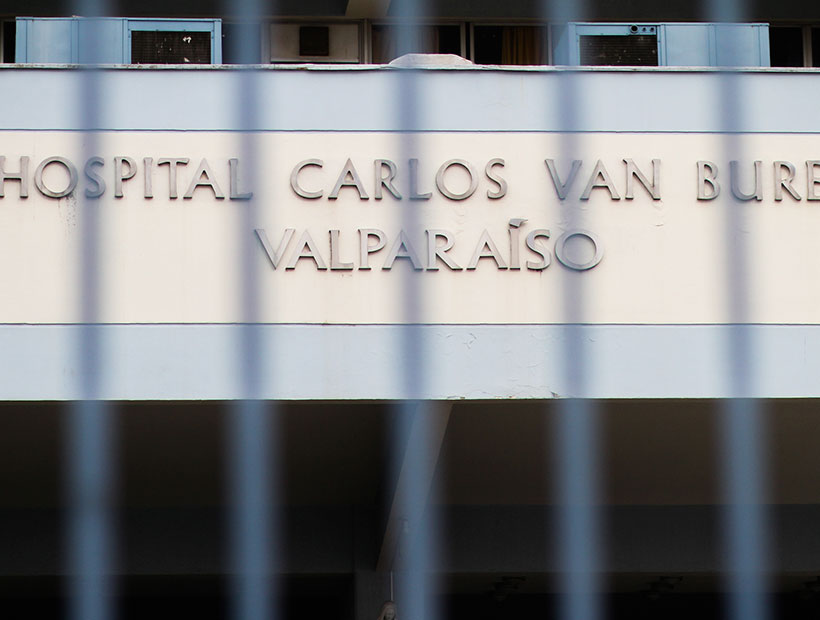 HOSPITAL CARLOS VAN BURE
VALPARAÍSO